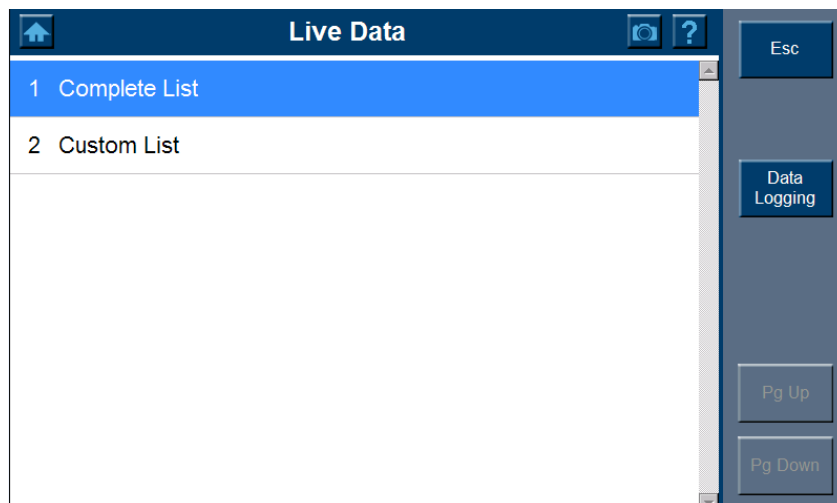 Live Data
?
Esc
1 Complete List
2 Custom List
Data
Logging
Pg Up
Pg Down